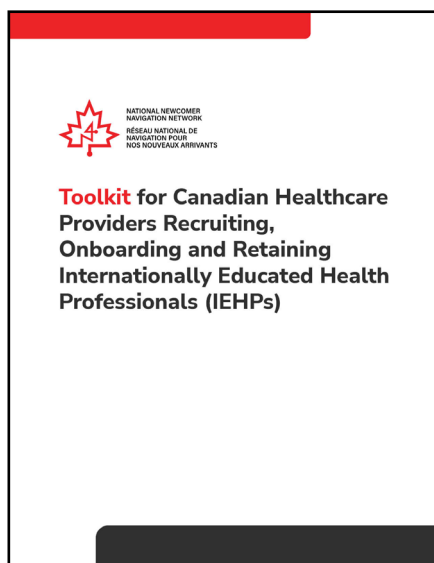 NATIONAL NEWCOMER
NAVIGATION NETWORK
RÉSEAU NATIONAL DE
NAVIGATION POUR
NOS NOUVEAUX ARRIVANTS
Toolkit for Canadian Healthcare
Providers Recruiting,
Onboarding and Retaining
Internationally Educated Health
Professionals (IEHPs)